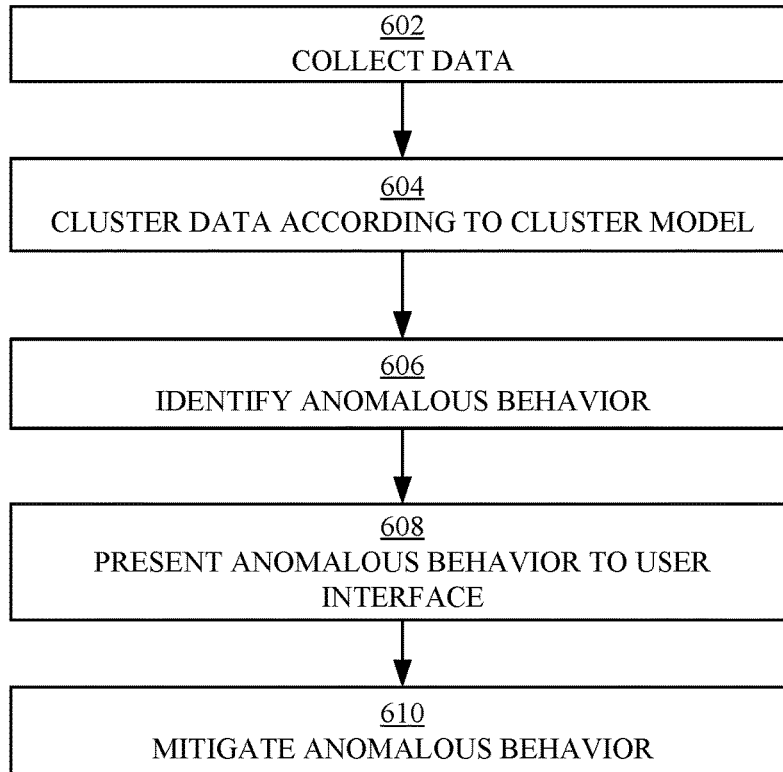 602
COLLECT DATA
604
CLUSTER DATA ACCORDING TO CLUSTER MODEL
606
IDENTIFY ANOMALOUS BEHAVIOR
608
PRESENT ANOMALOUS BEHAVIOR TO USER
INTERFACE
610
MITIGATE ANOMALOUS BEHAVIOR